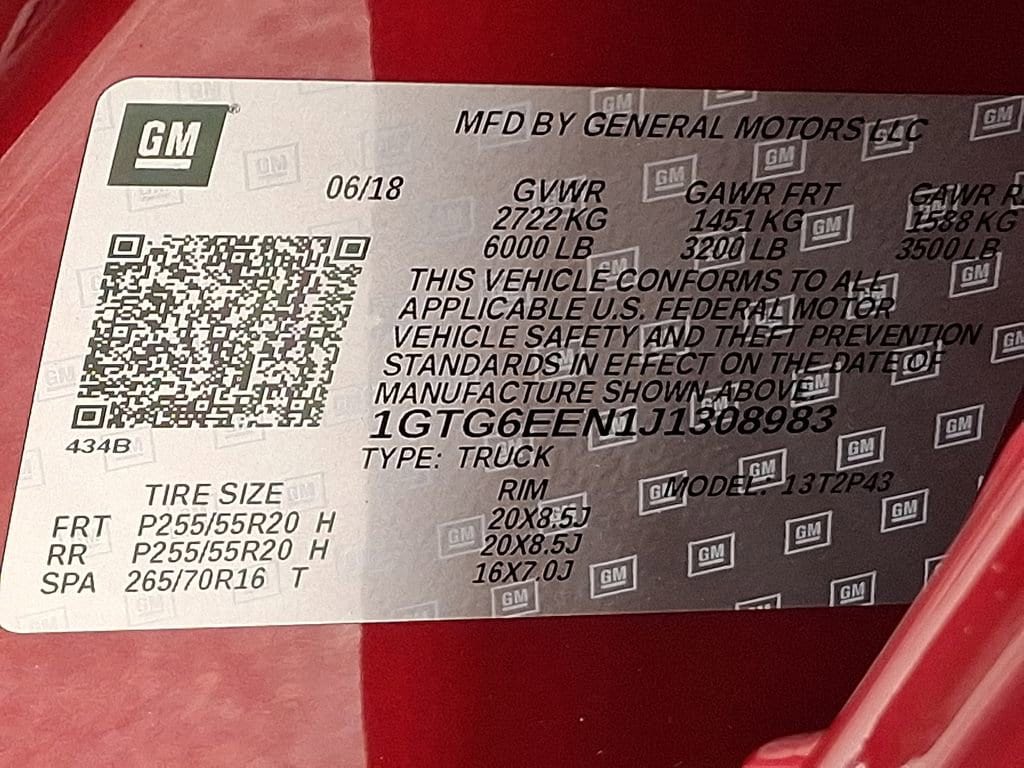 GM
MFD BY GENERAL MOTORS LLC
06/18 GVWR GAWR FRT GAWR
2722KG 1451 KG 1588 KG
6000 LB 3200 LB 3500 LB
THIS VEHICLE CONFORMS TO ALL
APPLICABLE U.S. FEDERAL MOTOR
VEHICLE SAFETY AND THEFT PREVENTION
STANDARDS IN EFFECT ON THE DATE OF
MANUFACTURE SHOWN ABOVE.
1GTG6EEN1J1308983
434B
TYPE: TRUCK
TIRE SIZE RIM MODEL: 13T2P43
FRT P255/55R20 H 20X8.5J
RR P255/55R20 H 20X8.5J
SPA 265/70R16 T 16X7.0J